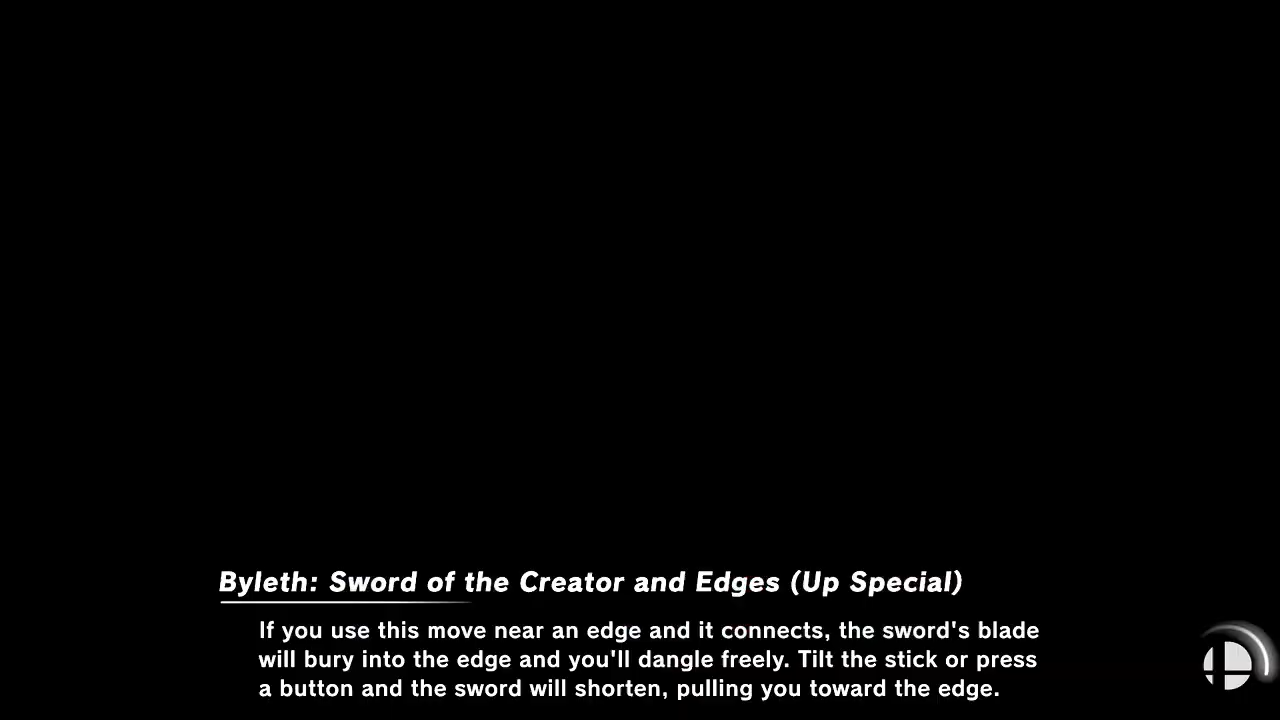 Byleth: Sword of the Creator and Edges (Up Special)
If you use this move near an edge and it connects, the sword's blade
will bury into the edge and you'll dangle freely. Tilt the stick or press
a button and the sword will shorten, pulling you toward the edge.